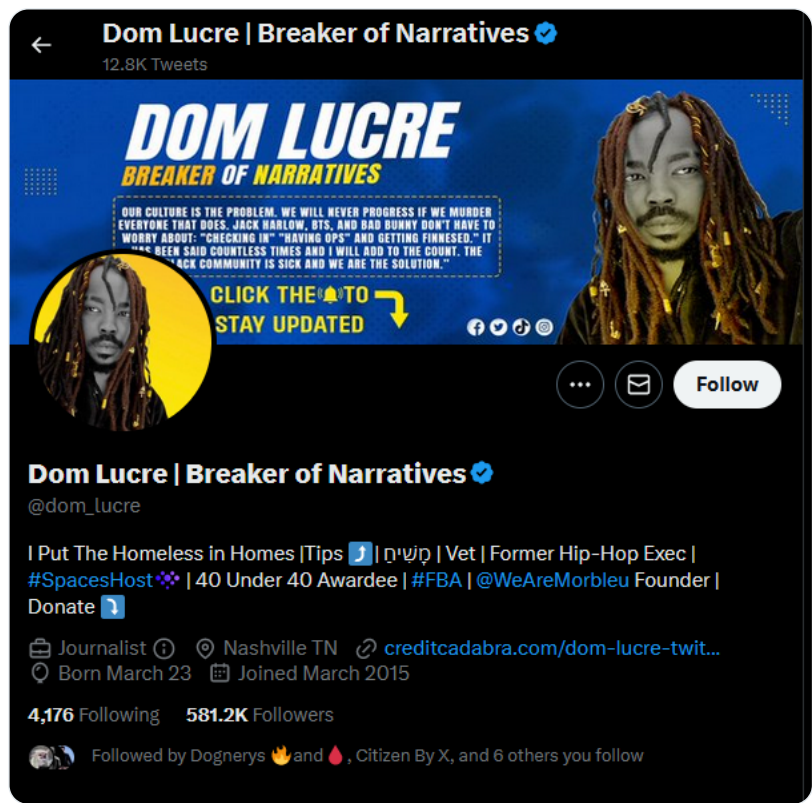 Dom Lucre | Breaker of Narratives
12.8K Tweets
DOM LUCRE
BREAKER OF NARRATIVES
OUR CULTURE IS THE PROBLEM. WE WILL NEVER PROGRESS IF WE MURDER
EVERYONE THAT DOES. JACK HARLOW, BTS, AND BAD BUNNY DON'T HAVE TO
WORRY ABOUT: "CHECKING IN" "HAVING OPS" AND GETTING FINNESED." IT
BEEN SAID COUNTLESS TIMES AND I WILL ADD TO THE COUNT. THE
COMMUNITY IS SICK AND WE ARE THE SOLUTION."
CLICK THE 🔔 TO
STAY UPDATED
Follow
Dom Lucre | Breaker of Narratives
@dom_lucre
I Put The Homeless in Homes |Tips ⤴️| מָשִׁיחַ | Vet | Former Hip-Hop Exec |
#SpacesHost | 40 Under 40 Awardee | #FBA | @WeAreMorbleu Founder |
Donate ⤵️
Journalist Nashville TN creditcadabra.com/dom-lucre-twit...
Born March 23 Joined March 2015
4,176 Following 581.2K Followers
Followed by Dognerys 🔥and🩸, Citizen By X, and 6 others you follow